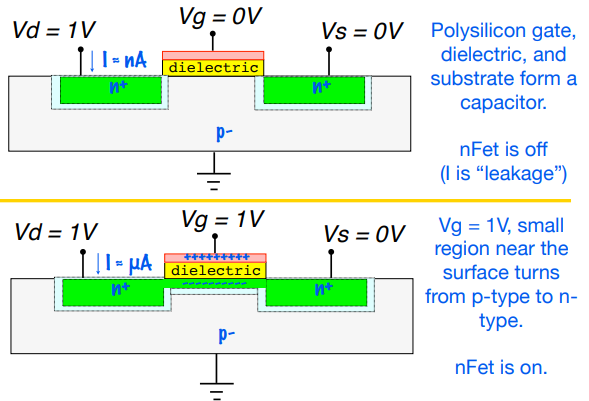 Vd = 1V
Vg = 0V
Vs = 0V
I ≈ nA
dielectric
n+
n+
p-
Polysilicon gate,
dielectric, and
substrate form a
capacitor.
nFet is off
(I is “leakage”)
Vd = 1V
Vg = 1V
Vs = 0V
I ≈ µA
+++++++++
dielectric
----------
n+
n+
p-
Vg = 1V, small
region near the
surface turns
from p-type to n-
type.
nFet is on.